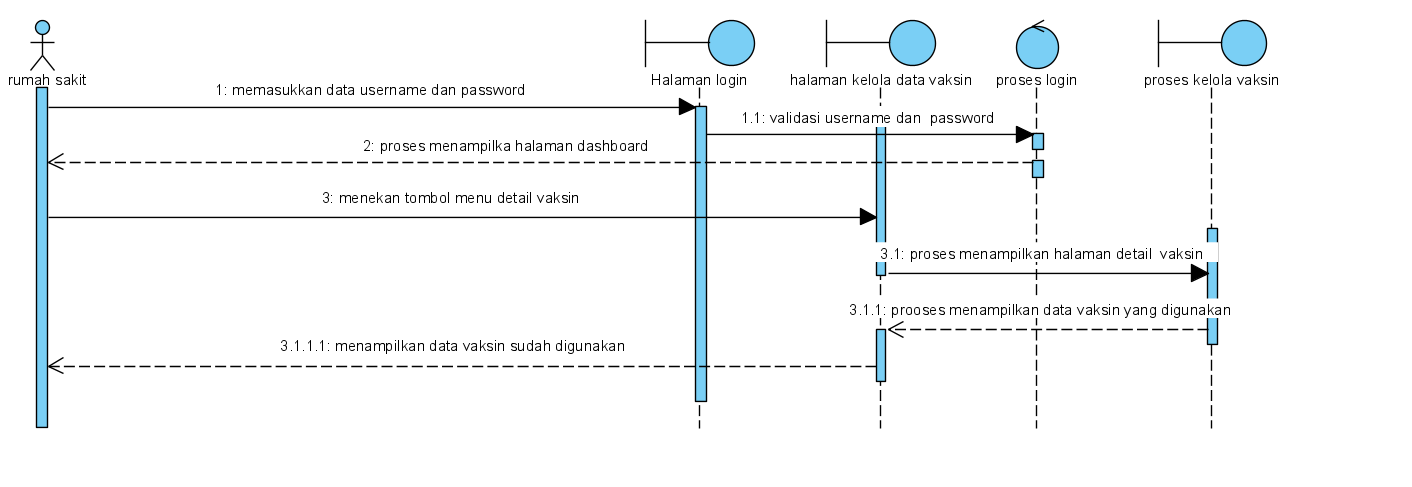 rumah sakit
Halaman login
halaman kelola data vaksin
proses login
proses kelola vaksin
1: memasukkan data username dan password
1.1: validasi username dan  password
2: proses menampilka halaman dashboard
3: menekan tombol menu detail vaksin
3.1: proses menampilkan halaman detail  vaksin
3.1.1: prooses menampilkan data vaksin yang digunakan
3.1.1.1: menampilkan data vaksin sudah digunakan